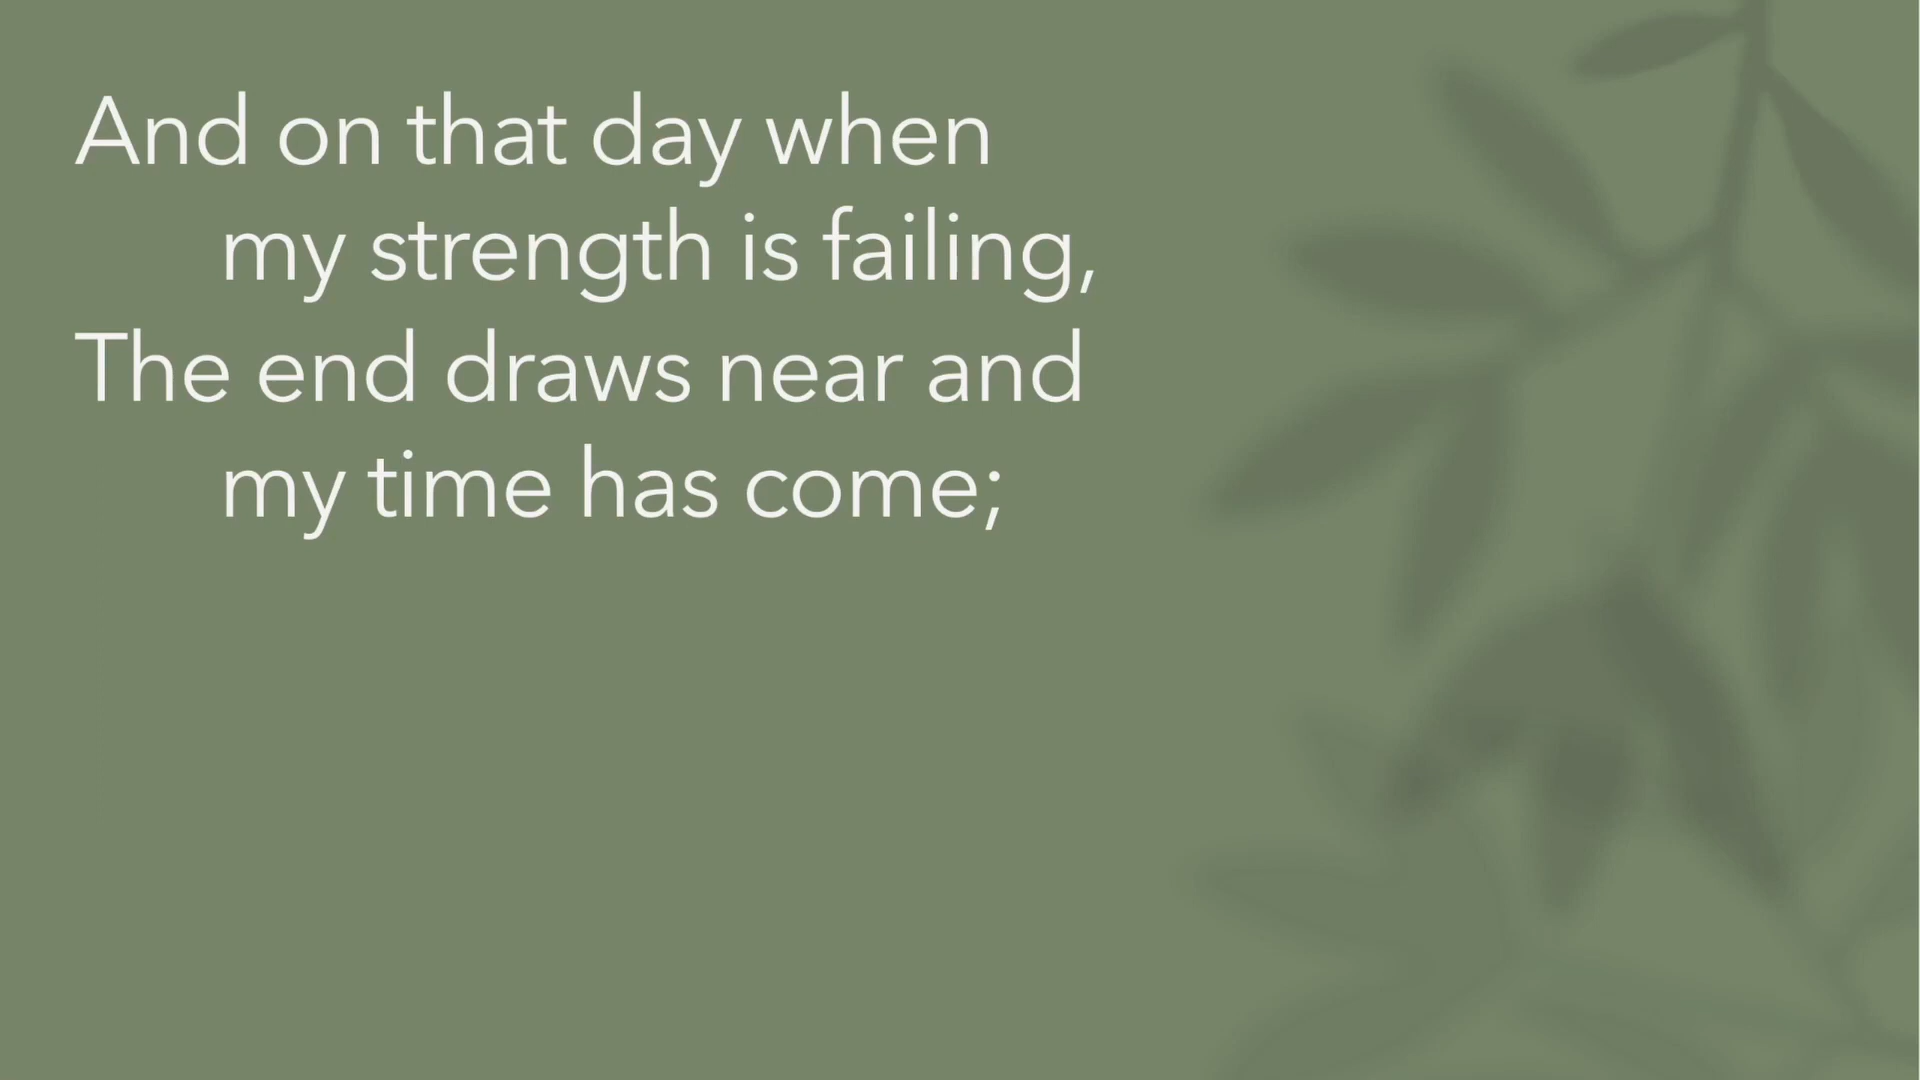 And on that day when
my strength is failing,
The end draws near and
my time has come;